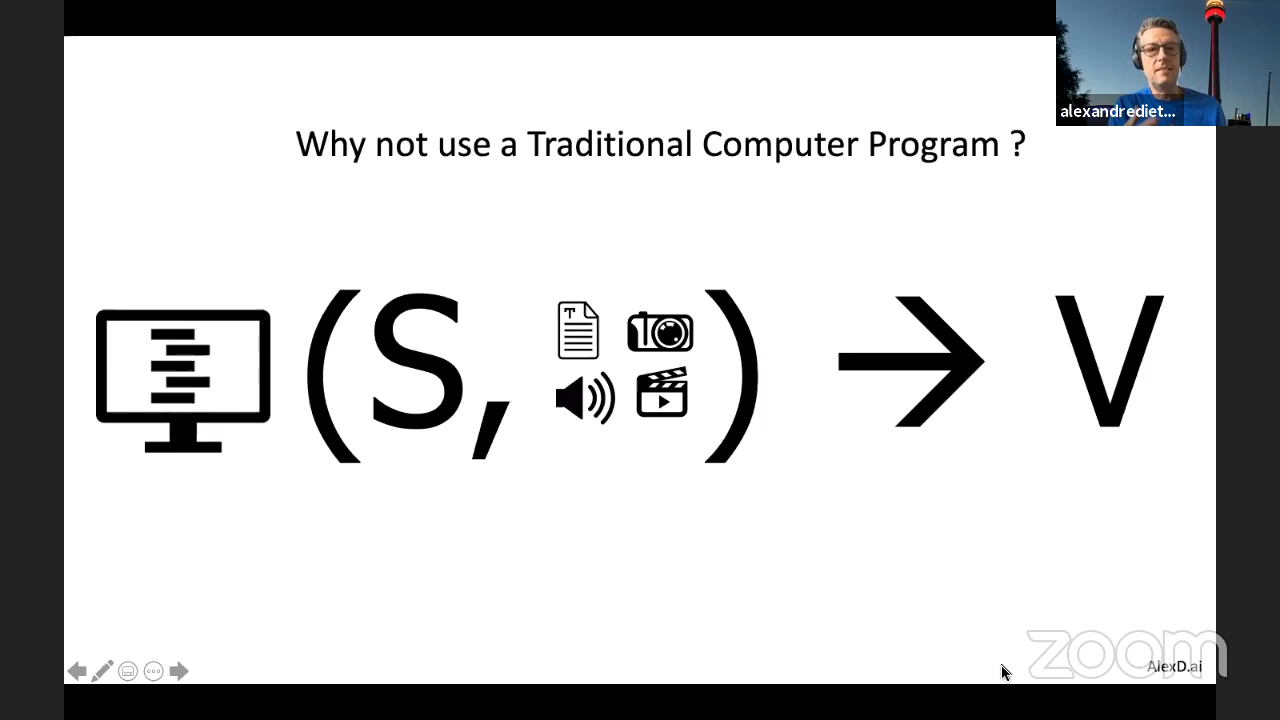 alexandrediet...
Why not use a Traditional Computer Program ?
(S, T ) → V
zoom
AlexD.ai